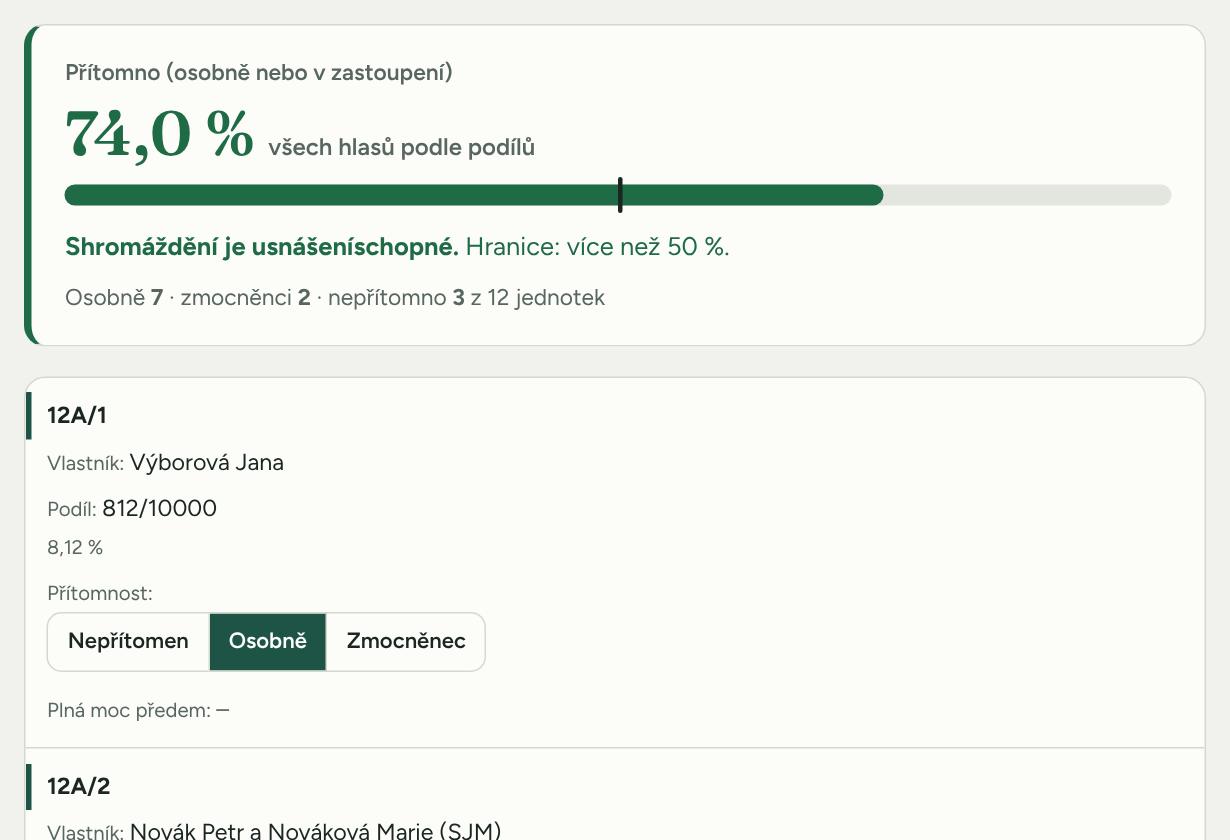 Přítomno (osobně nebo v zastoupení)
74,0 % všech hlasů podle podílů
Shromáždění je usnášeníschopné. Hranice: více než 50 %.
Osobně 7 · zmocněnci 2 · nepřítomno 3 z 12 jednotek
12A/1
Vlastník: Výborová Jana
Podíl: 812/10000
8,12 %
Přítomnost:
Nepřítomen Osobně Zmocněnec
Plná moc předem: —
12A/2
Vlastník: Novák Petr a Nováková Marie (SJM)